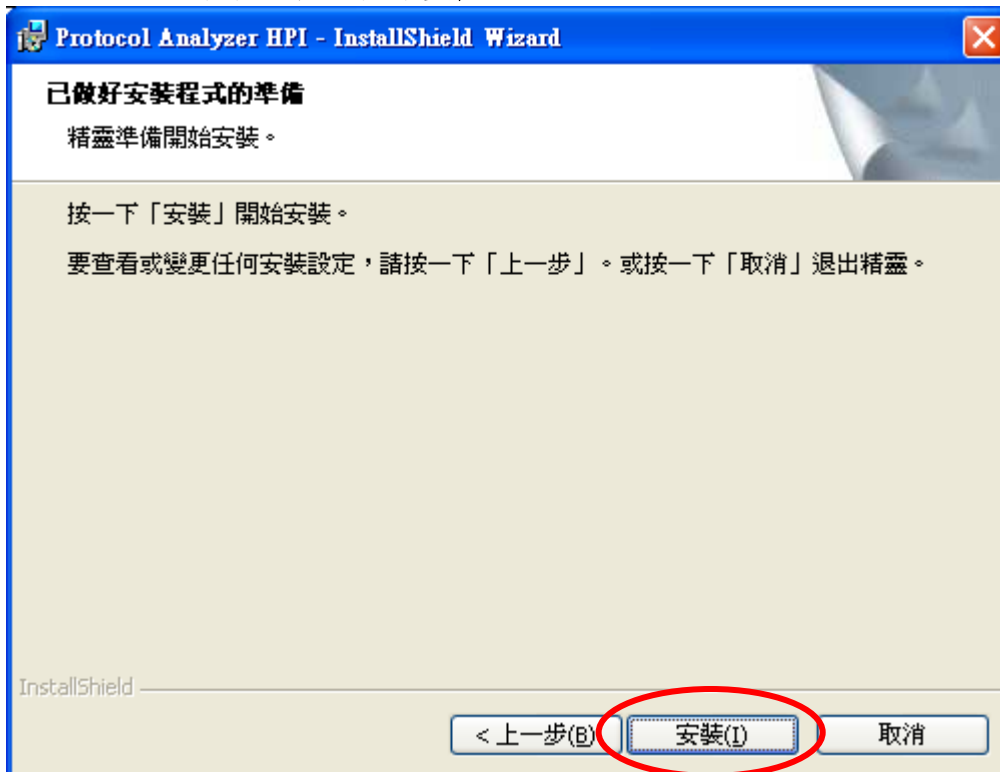 Protocol Analyzer HPI - InstallShield Wizard
已做好安裝程式的準備
精靈準備開始安裝。
按一下「安裝」開始安裝。
要查看或變更任何安裝設定，請按一下「上一步」。或按一下「取消」退出精靈。
InstallShield
< 上一步(B) 安裝(I) 取消